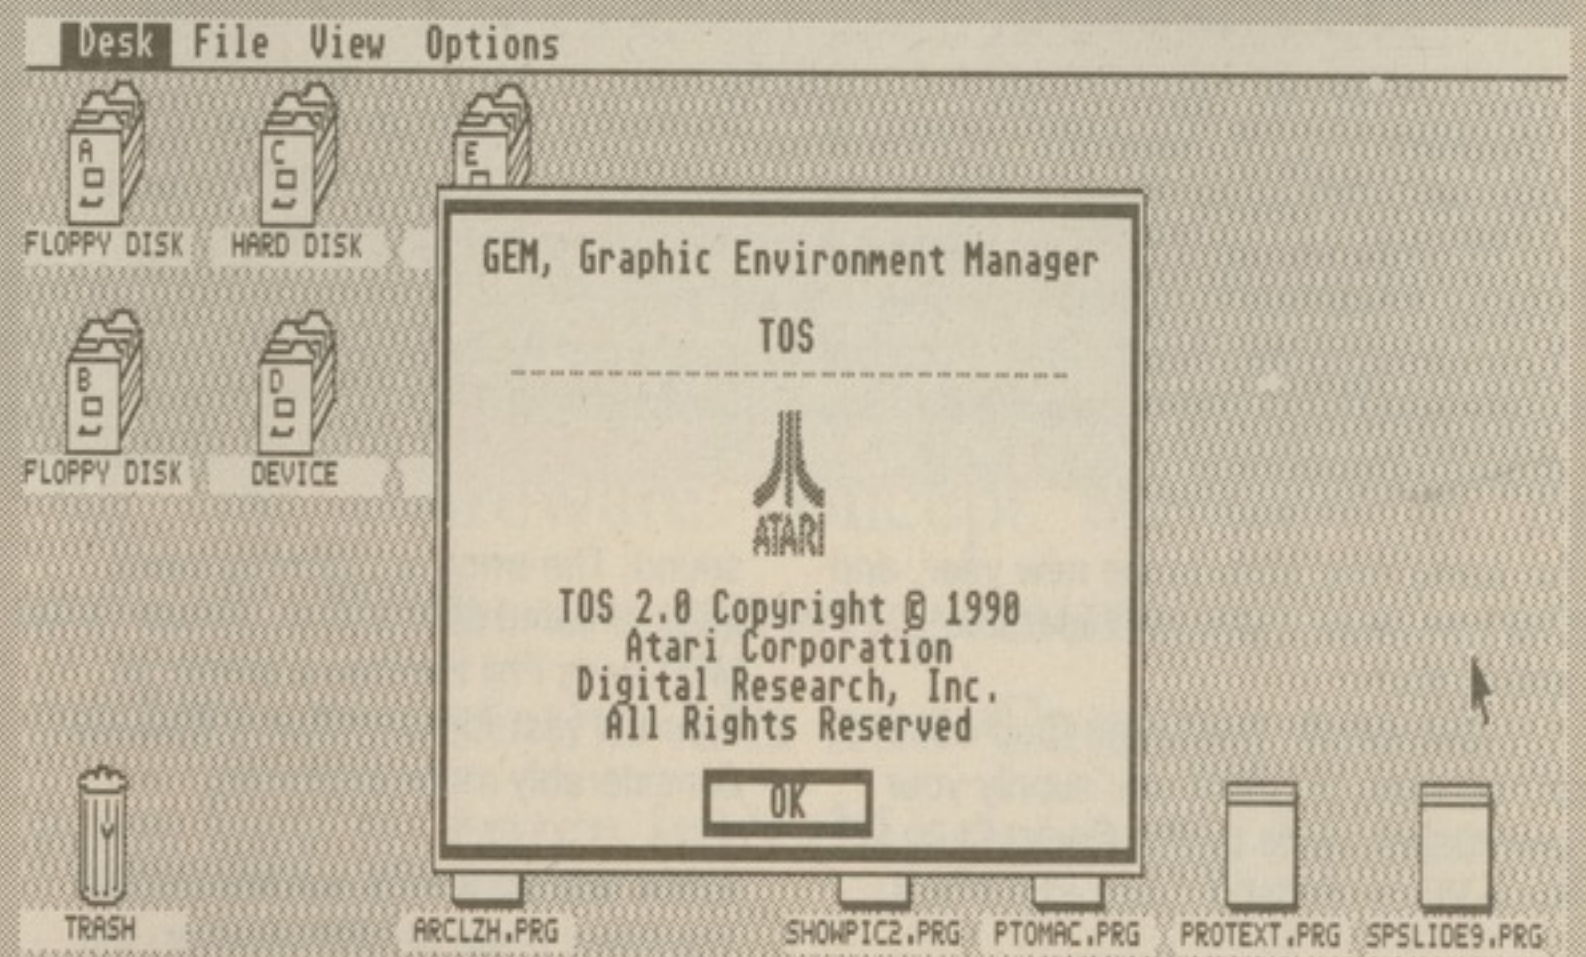 Desk File View Options
A
C
E
FLOPPY DISK
HARD DISK
GEM, Graphic Environment Manager
TOS
B
D
FLOPPY DISK
DEVICE
ATARI
TOS 2.0 Copyright © 1990
Atari Corporation
Digital Research, Inc.
All Rights Reserved
OK
TRASH
ARCLZH.PRG
SHOWPIC2.PRG
PTOMAC.PRG
PROTEXT.PRG
SPSLIDE9.PRG